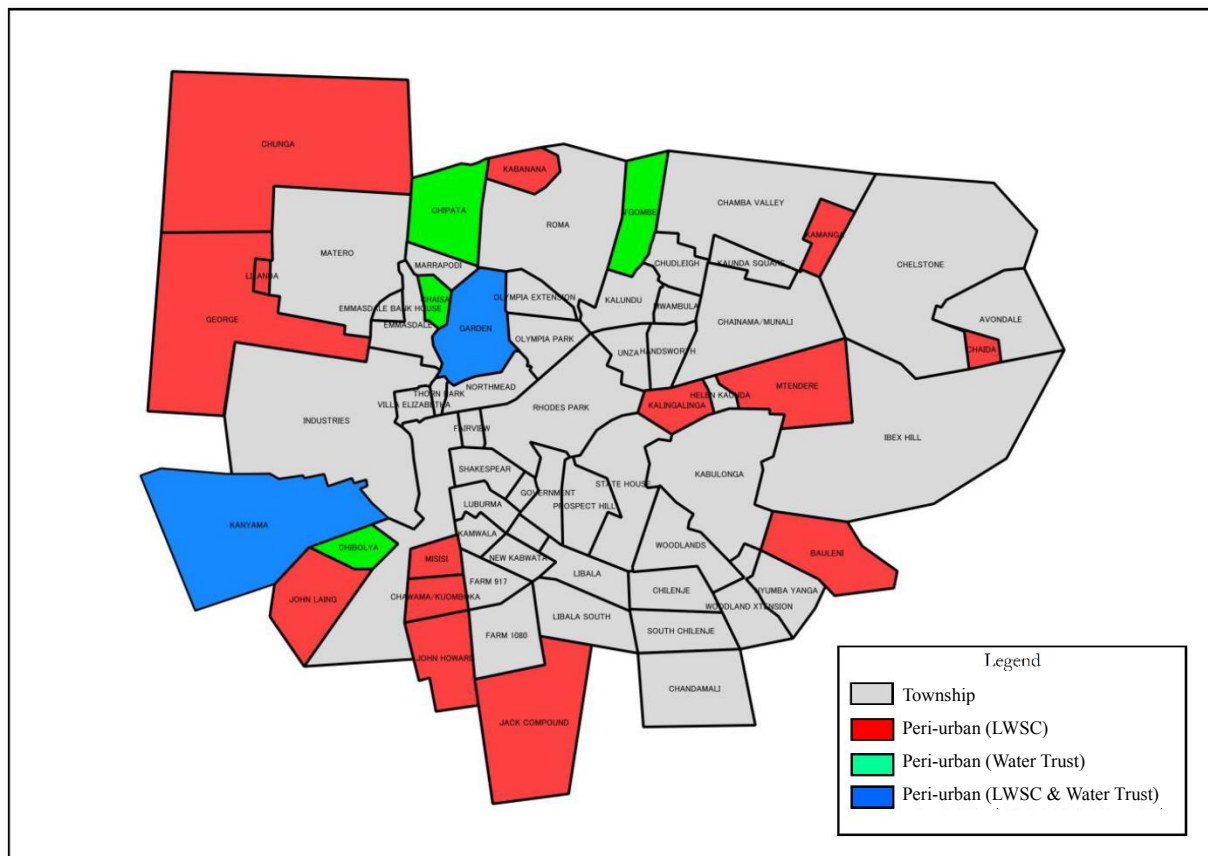 CHUNGA
KABANANA
CHIPATA
N'GOMBE
CHAMBA VALLEY
ROMA
KAMANGA
MATERO
MARRAPODI
CHUDLEIGH
KAUNDA SQUARE
CHELSTONE
LILANDA
CHAISA
OLYMPIA EXTENSION
KALUNDU
MWAMBULA
EMMASDALE BANK HOUSE
GEORGE
EMMASDALE
GARDEN
CHAINAMA/MUNALI
AVONDALE
OLYMPIA PARK
UNZA
HANDSWORTH
CHAIDA
NORTHMEAD
MTENDERE
THORN PARK
HELEN KAUNDA
VILLA ELIZABETHA
RHODES PARK
KALINGALINGA
INDUSTRIES
FAIRVIEW
IBEX HILL
SHAKESPEAR
KABULONGA
STATE HOUSE
GOVERNMENT
LUBURMA
PROSPECT HILL
KANYAMA
KAMWALA
CHIBOLYA
WOODLANDS
MISISI
NEW KABWATA
BAULENI
LIBALA
FARM 917
CHILENJE
NYUMBA YANGA
JOHN LAING
CHAWAMA/KUOMBOKA
WOODLAND XTENSION
LIBALA SOUTH
SOUTH CHILENJE
FARM 1080
JOHN HOWARD
CHANDAMALI
JACK COMPOUND
Legend
Township
Peri-urban (LWSC)
Peri-urban (Water Trust)
Peri-urban (LWSC & Water Trust)